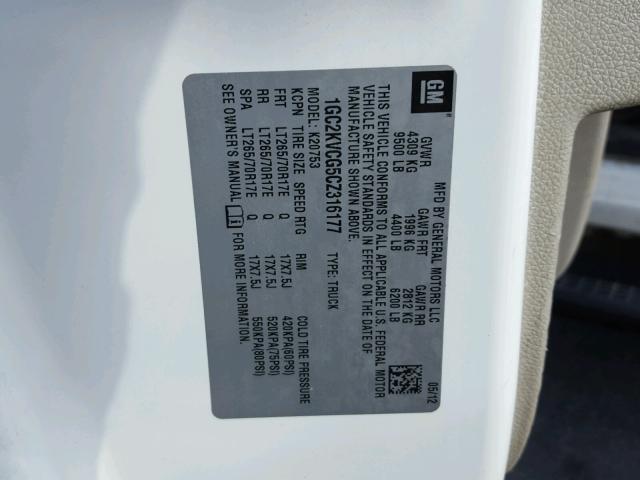 GM
MFD BY GENERAL MOTORS LLC 05/12
GVWR GAWR FRT GAWR RR
4309 KG 1996 KG 2812 KG
9500 LB 4400 LB 6200 LB
THIS VEHICLE CONFORMS TO ALL APPLICABLE U.S. FEDERAL MOTOR
VEHICLE SAFETY STANDARDS IN EFFECT ON THE DATE OF
MANUFACTURE SHOWN ABOVE.
1GC2KVCG5CZ316177 TYPE: TRUCK
MODEL: K20753
KCPN TIRE SIZE SPEED RTG RIM COLD TIRE PRESSURE
FRT LT265/70R17E Q 17X7.5J 420KPA(60PSI)
RR LT265/70R17E Q 17X7.5J 520KPA(75PSI)
SPA LT265/70R17E Q 17X7.5J 550KPA(80PSI)
SEE OWNER'S MANUAL FOR MORE INFORMATION.